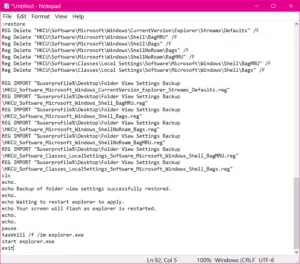 *Untitled - Notepad
File Edit Format View Help
:restore
REG Delete "HKCU\Software\Microsoft\Windows\CurrentVersion\Explorer\Streams\Defaults" /F
Reg Delete "HKCU\Software\Microsoft\Windows\Shell\BagMRU" /F
Reg Delete "HKCU\Software\Microsoft\Windows\Shell\Bags" /F
Reg Delete "HKCU\Software\Microsoft\Windows\ShellNoRoam\Bags" /F
Reg Delete "HKCU\Software\Microsoft\Windows\ShellNoRoam\BagMRU" /F
Reg Delete "HKCU\Software\Classes\Local Settings\Software\Microsoft\Windows\Shell\BagMRU" /F
Reg Delete "HKCU\Software\Classes\Local Settings\Software\Microsoft\Windows\Shell\Bags" /F
REG IMPORT "%userprofile%\Desktop\Folder View Settings Backup
\HKCU_Software_Microsoft_Windows_CurrentVersion_Explorer_Streams_Defaults.reg"
REG IMPORT "%userprofile%\Desktop\Folder View Settings Backup
\HKCU_Software_Microsoft_Windows_Shell_BagMRU.reg"
REG IMPORT "%userprofile%\Desktop\Folder View Settings Backup
\HKCU_Software_Microsoft_Windows_Shell_Bags.reg"
REG IMPORT "%userprofile%\Desktop\Folder View Settings Backup
\HKCU_Software_Microsoft_Windows_ShellNoRoam_Bags.reg"
REG IMPORT "%userprofile%\Desktop\Folder View Settings Backup
\HKCU_Software_Microsoft_Windows_ShellNoRoam_BagMRU.reg"
REG IMPORT "%userprofile%\Desktop\Folder View Settings Backup
\HKCU_Software_Classes_LocalSettings_Software_Microsoft_Windows_Shell_BagMRU.reg"
REG IMPORT "%userprofile%\Desktop\Folder View Settings Backup
\HKCU_Software_Classes_LocalSettings_Software_Microsoft_Windows_Shell_Bags.reg"
cls
echo.
echo Backup of folder view settings successfully restored.
echo.
echo Waiting to restart explorer to apply.
echo - Your screen will flash as explorer is restarted.
echo.
echo.
pause
taskkill /f /im explorer.exe
start explorer.exe
exit
Ln 92, Col 5 100% Windows (CRLF UTF-8